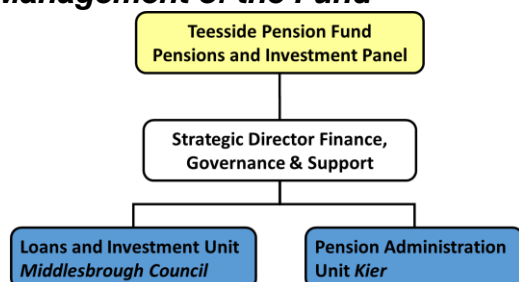 Management of the Fund
Teesside Pension Fund
Pensions and Investment Panel
Strategic Director Finance,
Governance & Support
Loans and Investment Unit
Middlesbrough Council
Pension Administration
Unit Kier